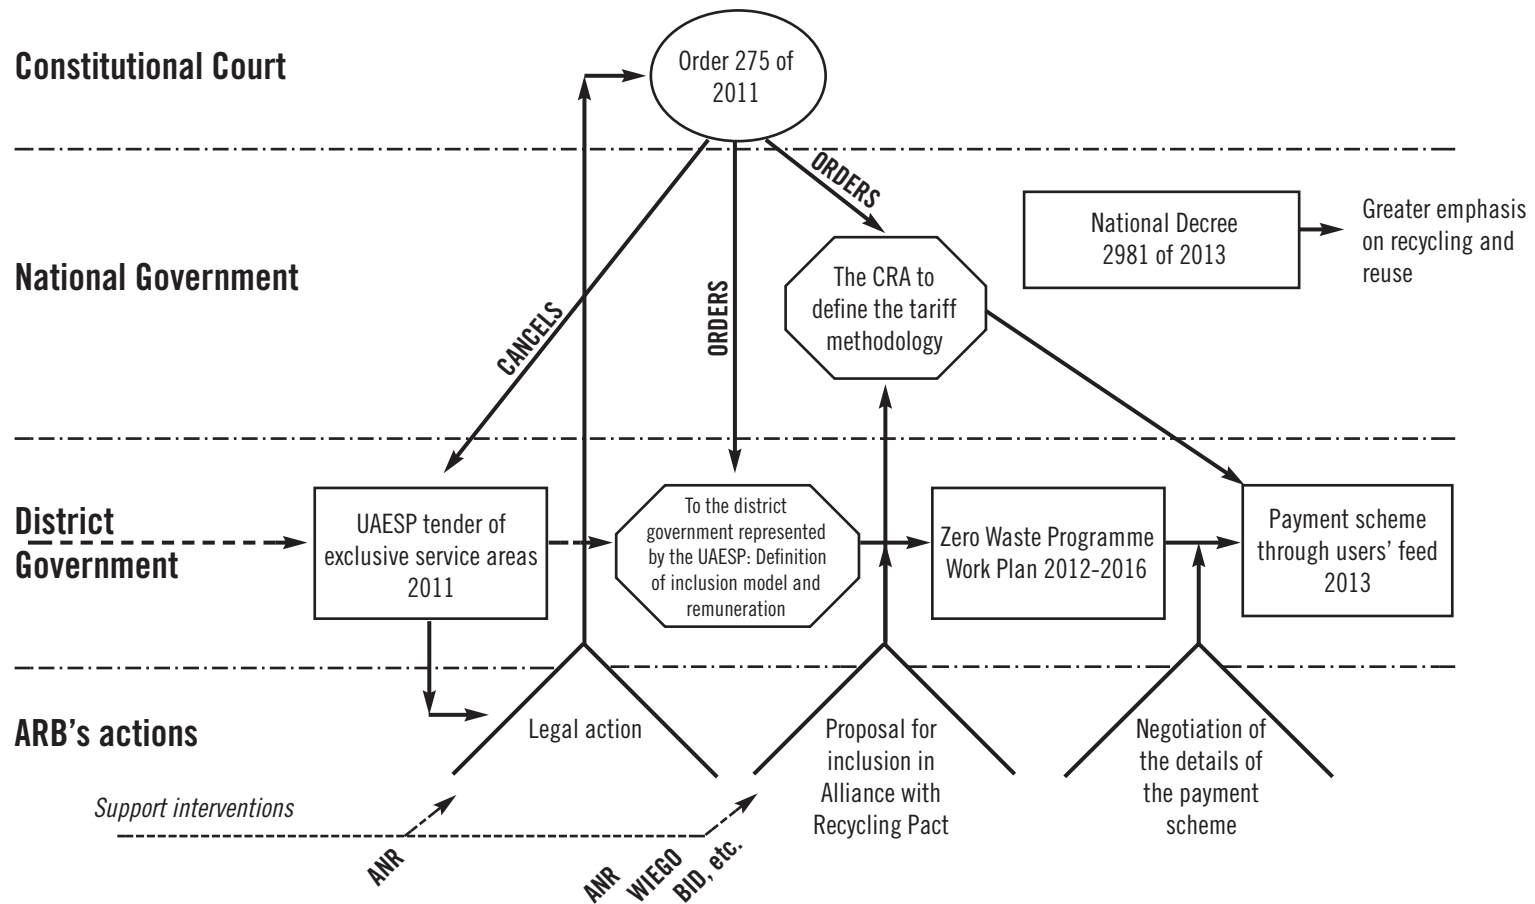 Constitutional Court
Order 275 of
2011
National Government
CANCELS
ORDERS
ORDERS
The CRA to
define the tariff
methodology
National Decree
2981 of 2013
Greater emphasis
on recycling and
reuse
District
Government
UAESP tender of
exclusive service areas
2011
To the district
government represented
by the UAESP: Definition
of inclusion model and
remuneration
Zero Waste Programme
Work Plan 2012-2016
Payment scheme
through users’ feed
2013
ARB’s actions
Legal action
Proposal for
inclusion in
Alliance with
Recycling Pact
Negotiation of
the details of
the payment
scheme
Support interventions
ANR
ANR
WIEGO
BID, etc.